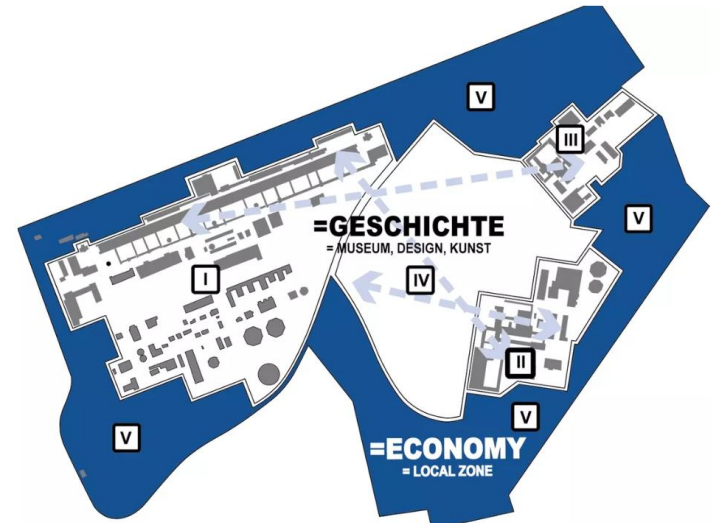 V
III
V
=GESCHICHTE
= MUSEUM, DESIGN, KUNST
I
IV
II
V
V
=ECONOMY
= LOCAL ZONE